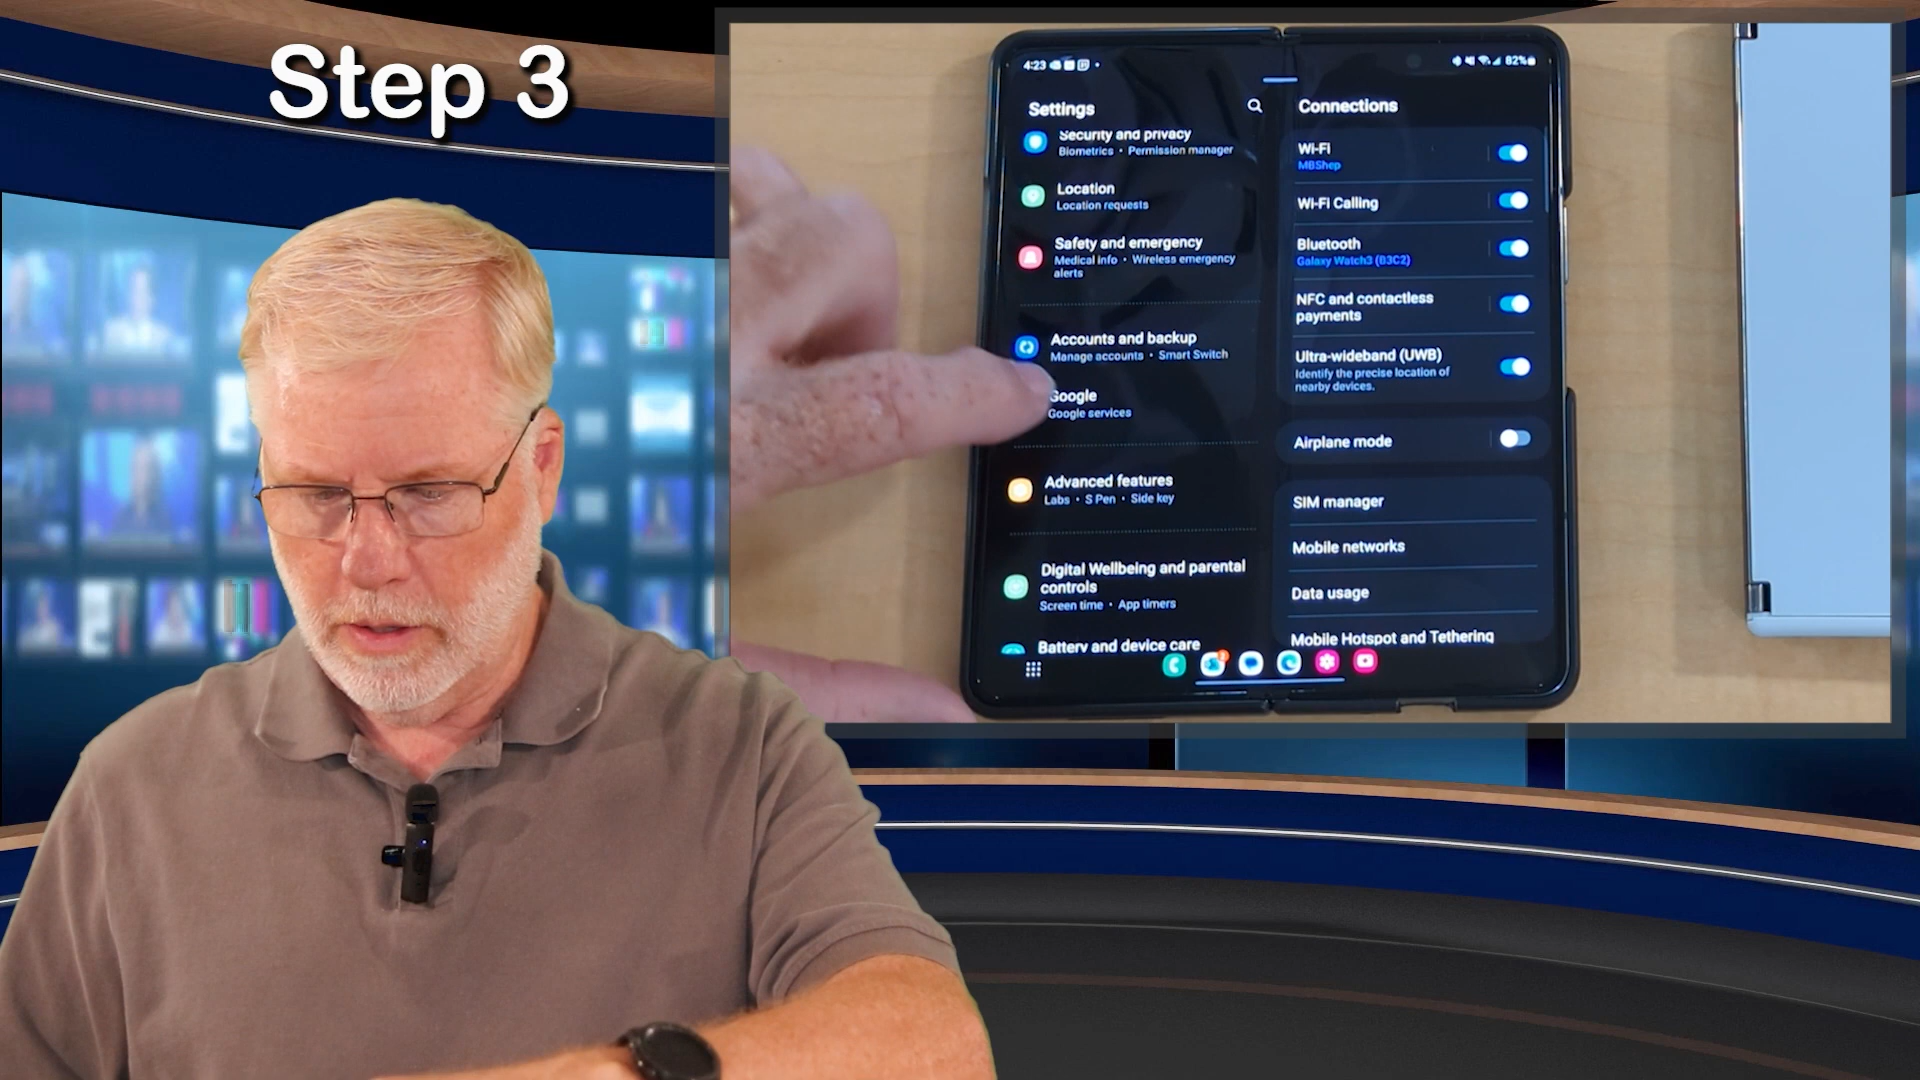 Step 3
4:23
82%
Settings
Security and privacy
Biometrics • Permission manager
Location
Location requests
Safety and emergency
Medical info • Wireless emergency
alerts
Accounts and backup
Manage accounts • Smart Switch
Google
Google services
Advanced features
Labs • S Pen • Side key
Digital Wellbeing and parental
controls
Screen time • App timers
Battery and device care
Connections
Wi-Fi
MBShep
Wi-Fi Calling
Bluetooth
Galaxy Watch3 (B3C2)
NFC and contactless
payments
Ultra-wideband (UWB)
Identify the precise location of
nearby devices.
Airplane mode
SIM manager
Mobile networks
Data usage
Mobile Hotspot and Tethering